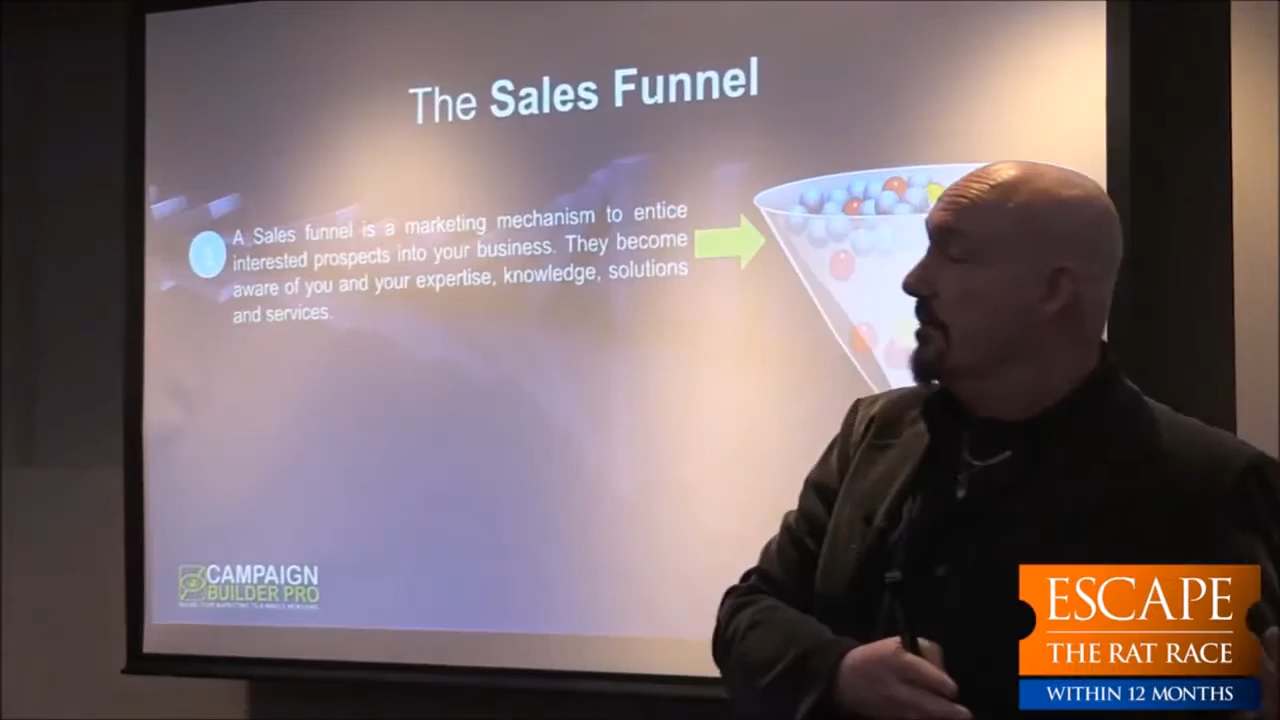 The Sales Funnel
A Sales funnel is a marketing mechanism to entice
interested prospects into your business. They become
aware of you and your expertise, knowledge, solutions
and services.
CAMPAIGN
BUILDER PRO
ESCAPE
THE RAT RACE
WITHIN 12 MONTHS